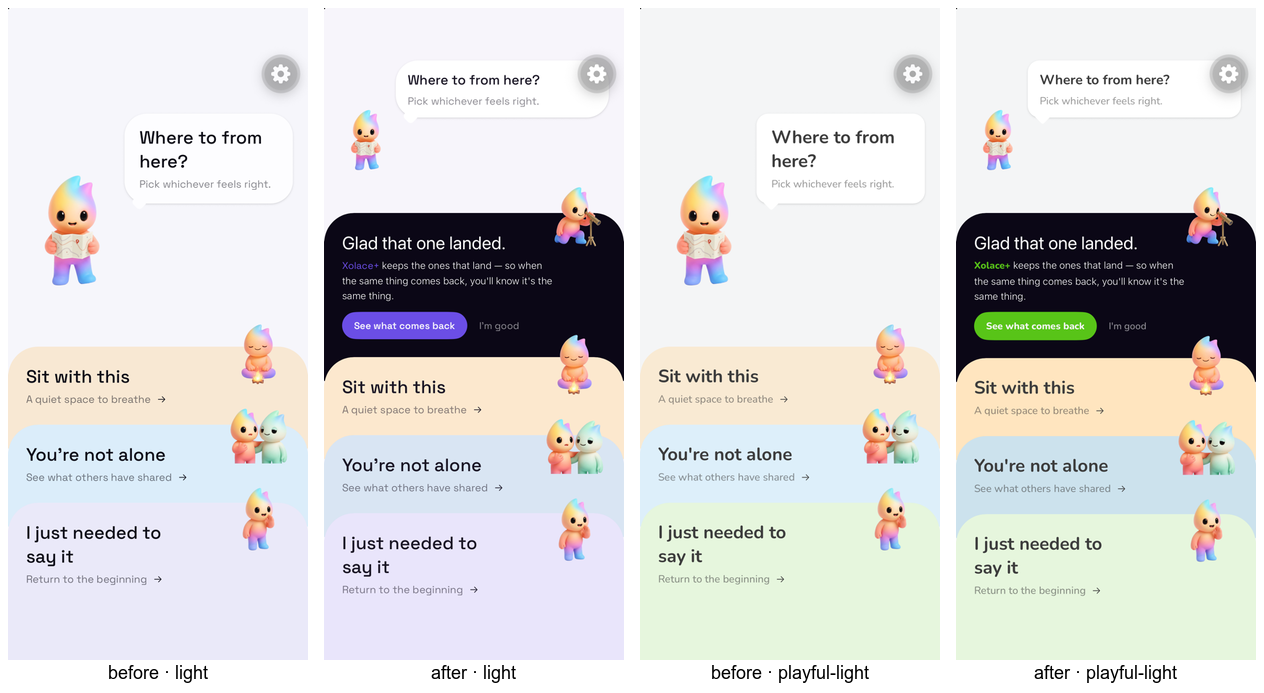 Where to from
here?
Pick whichever feels right.
Sit with this
A quiet space to breathe →
You're not alone
See what others have shared →
I just needed to
say it
Return to the beginning →
before · light
Where to from here?
Pick whichever feels right.
Glad that one landed.
Xolace+ keeps the ones that land — so when
the same thing comes back, you'll know it's the
same thing.
See what comes back
I'm good
Sit with this
A quiet space to breathe →
You're not alone
See what others have shared →
I just needed to
say it
Return to the beginning →
after · light
Where to from
here?
Pick whichever feels right.
Sit with this
A quiet space to breathe →
You're not alone
See what others have shared →
I just needed to
say it
Return to the beginning →
before · playful-light
Where to from here?
Pick whichever feels right.
Glad that one landed.
Xolace+ keeps the ones that land — so when
the same thing comes back, you'll know it's the
same thing.
See what comes back
I'm good
Sit with this
A quiet space to breathe →
You're not alone
See what others have shared →
I just needed to
say it
Return to the beginning →
after · playful-light